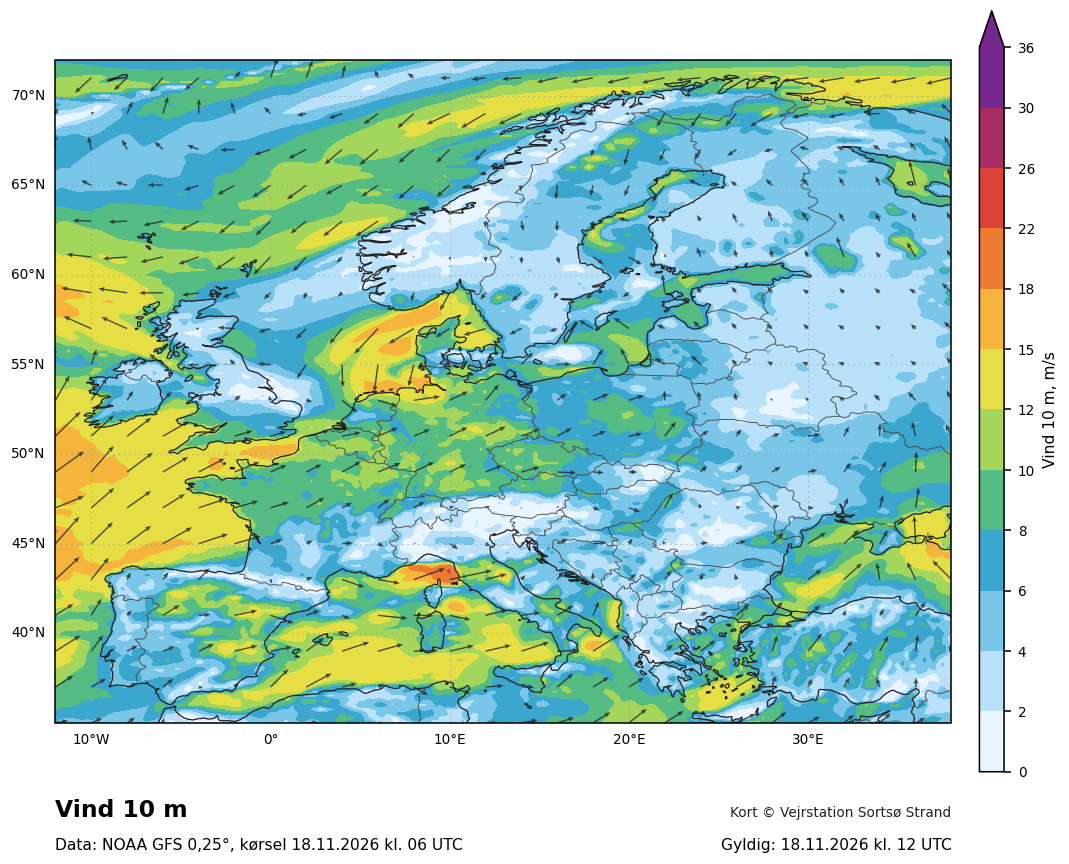 36
30
26
22
18
15
12
10
8
6
4
2
0
Vind 10 m, m/s
70°N
65°N
60°N
55°N
50°N
45°N
40°N
10°W 0° 10°E 20°E 30°E
Vind 10 m
Kort © Vejrstation Sortsø Strand
Data: NOAA GFS 0,25°, kørsel 18.11.2026 kl. 06 UTC
Gyldig: 18.11.2026 kl. 12 UTC